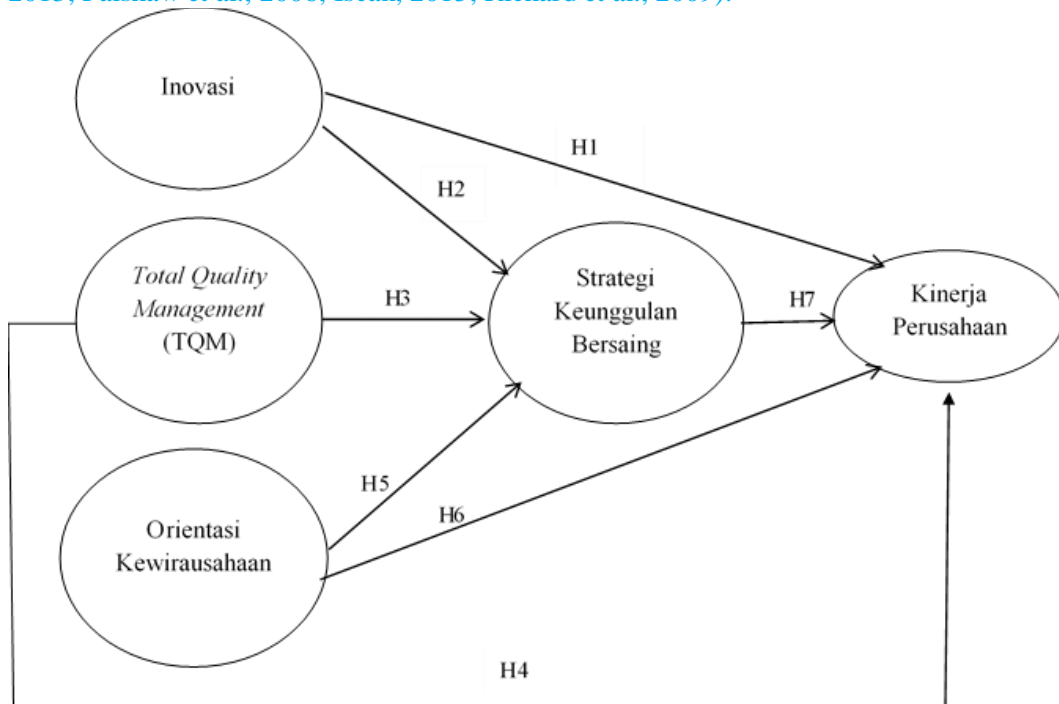 Inovasi
H1
H2
Total Quality
Management
(TQM)
H3
Strategi
Keunggulan
Bersaing
H7
Kinerja
Perusahaan
H5
H6
Orientasi
Kewirausahaan
H4